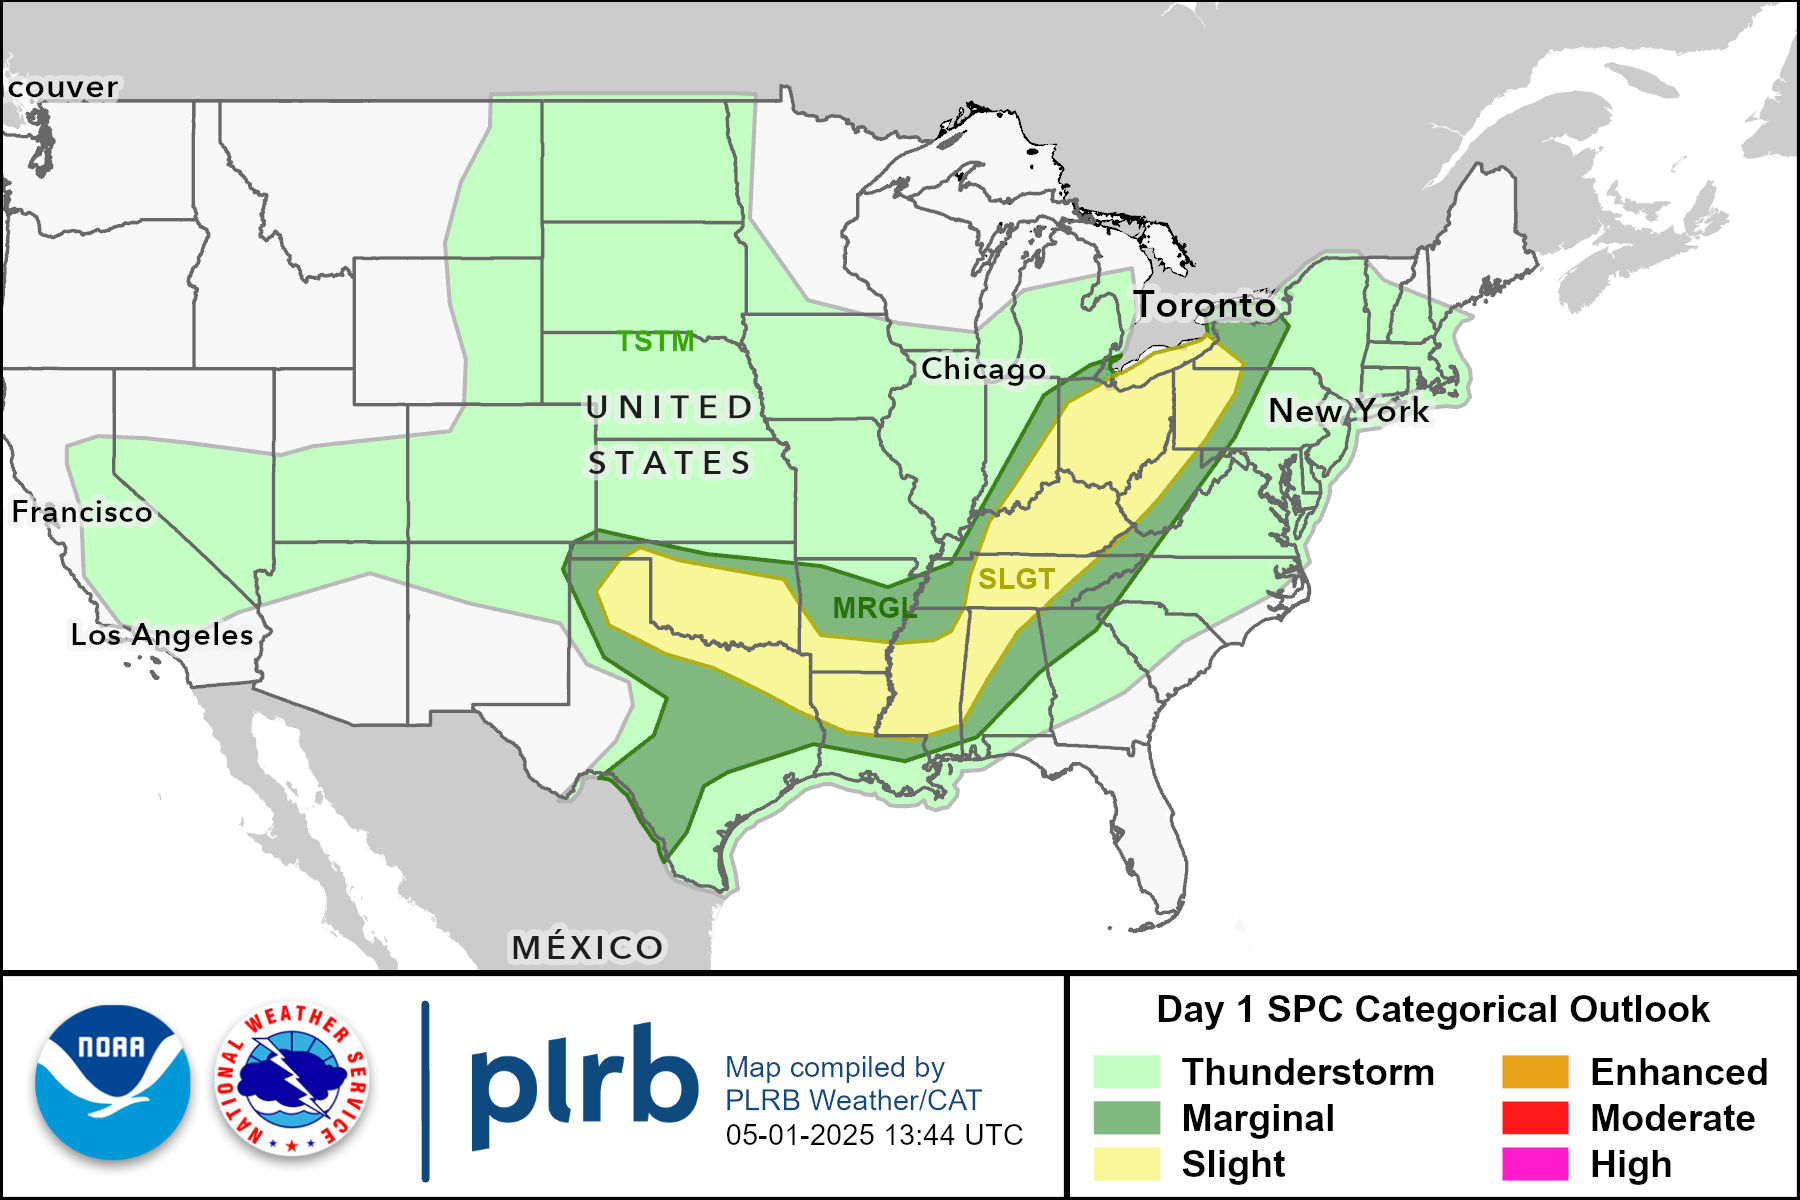 couver
Toronto
TSTM
Chicago
UNITED
New York
STATES
Francisco
SLGT
MRGL
Los Angeles
MÉXICO
NOAA
NATIONAL WEATHER SERVICE
plrb
Map compiled by
PLRB Weather/CAT
05-01-2025 13:44 UTC
Day 1 SPC Categorical Outlook
Thunderstorm
Marginal
Slight
Enhanced
Moderate
High